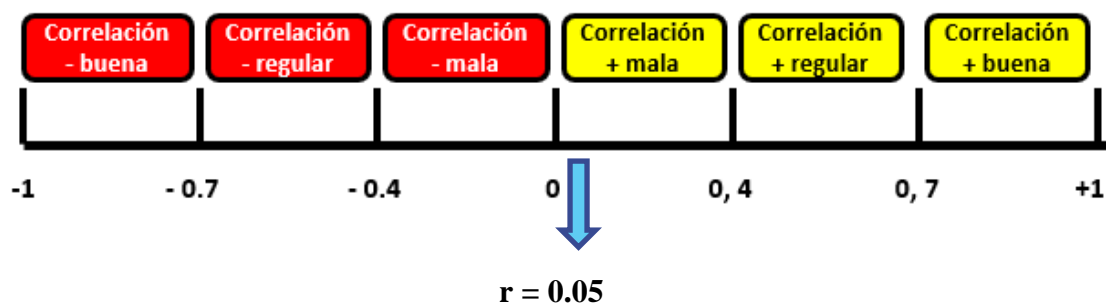 Correlación
- buena
Correlación
- regular
Correlación
- mala
Correlación
+ mala
Correlación
+ regular
Correlación
+ buena
-1
- 0.7
- 0.4
0
0, 4
0, 7
+1
r = 0.05